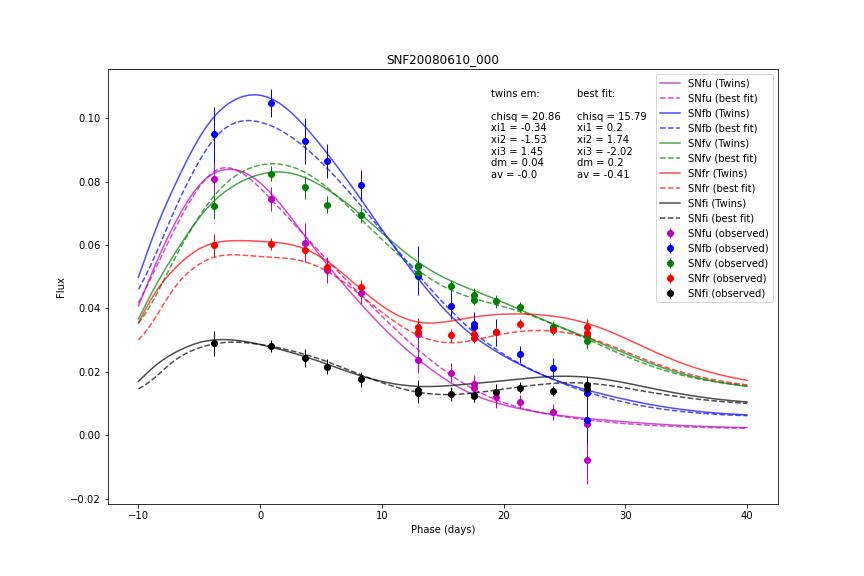 SNF20080610_000
twins em: best fit:
chisq = 20.86 chisq = 15.79
xi1 = -0.34 xi1 = 0.2
xi2 = -1.53 xi2 = 1.74
xi3 = 1.45 xi3 = -2.02
dm = 0.04 dm = 0.2
av = -0.0 av = -0.41
SNfu (Twins)
SNfu (best fit)
SNfb (Twins)
SNfb (best fit)
SNfv (Twins)
SNfv (best fit)
SNfr (Twins)
SNfr (best fit)
SNfi (Twins)
SNfi (best fit)
SNfu (observed)
SNfb (observed)
SNfv (observed)
SNfr (observed)
SNfi (observed)
Flux
0.10
0.08
0.06
0.04
0.02
0.00
−0.02
−10 0 10 20 30 40
Phase (days)